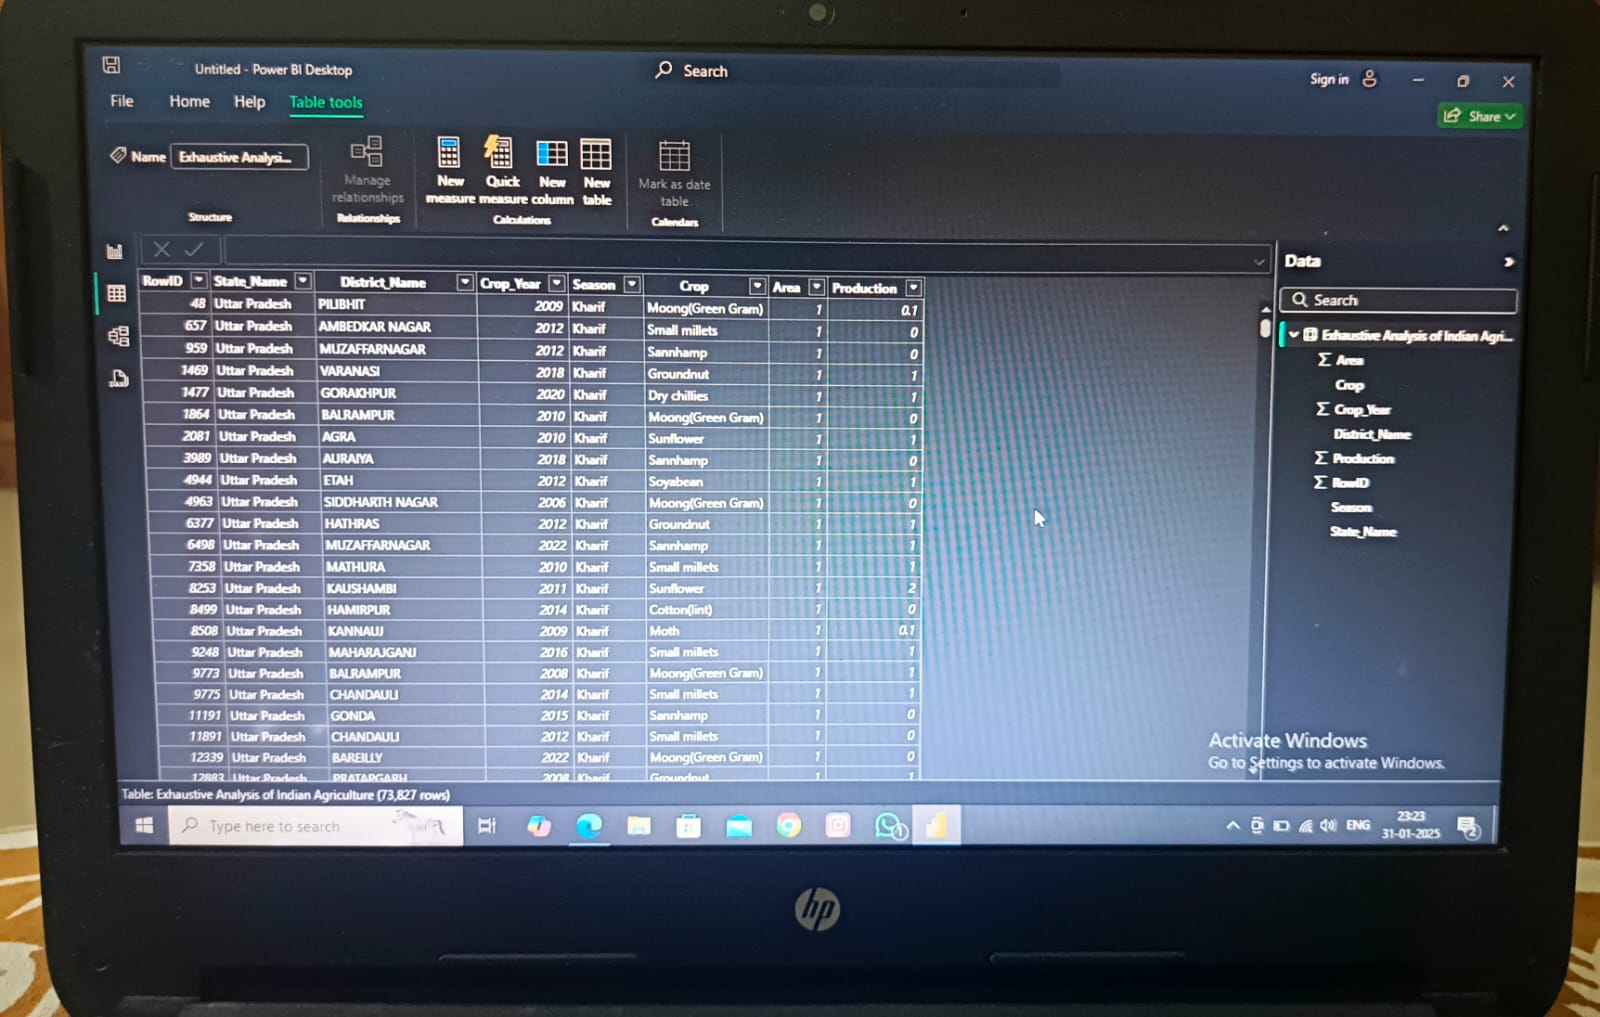 Untitled - Power BI Desktop
Search
Sign in
File Home Help Table tools
Share
Name Exhaustive Analysi...
Manage relationships
New measure
Quick measure
New column
New table
Mark as date table
Structure
Relationships
Calculations
Calendars
RowID State_Name District_Name Crop_Year Season Crop Area Production
48 Uttar Pradesh PILIBHIT 2009 Kharif Moong(Green Gram) 1 0.1
657 Uttar Pradesh AMBEDKAR NAGAR 2012 Kharif Small millets 1 0
959 Uttar Pradesh MUZAFFARNAGAR 2012 Kharif Sannhamp 1 0
1469 Uttar Pradesh VARANASI 2018 Kharif Groundnut 1 1
1477 Uttar Pradesh GORAKHPUR 2020 Kharif Dry chillies 1 1
1864 Uttar Pradesh BALRAMPUR 2010 Kharif Moong(Green Gram) 1 0
2081 Uttar Pradesh AGRA 2010 Kharif Sunflower 1 1
3989 Uttar Pradesh AURAIYA 2018 Kharif Sannhamp 1 0
4944 Uttar Pradesh ETAH 2012 Kharif Soyabean 1 1
4963 Uttar Pradesh SIDDHARTH NAGAR 2006 Kharif Moong(Green Gram) 1 0
6377 Uttar Pradesh HATHRAS 2012 Kharif Groundnut 1 1
6498 Uttar Pradesh MUZAFFARNAGAR 2022 Kharif Sannhamp 1 1
7358 Uttar Pradesh MATHURA 2010 Kharif Small millets 1 1
8253 Uttar Pradesh KAUSHAMBI 2011 Kharif Sunflower 1 2
8499 Uttar Pradesh HAMIRPUR 2014 Kharif Cotton(lint) 1 0
8508 Uttar Pradesh KANNAUJ 2009 Kharif Moth 1 0.1
9248 Uttar Pradesh MAHARAJGANJ 2016 Kharif Small millets 1 1
9773 Uttar Pradesh BALRAMPUR 2008 Kharif Moong(Green Gram) 1 1
9775 Uttar Pradesh CHANDAULI 2014 Kharif Small millets 1 1
11191 Uttar Pradesh GONDA 2015 Kharif Sannhamp 1 0
11891 Uttar Pradesh CHANDAULI 2012 Kharif Small millets 1 0
12339 Uttar Pradesh BAREILLY 2022 Kharif Moong(Green Gram) 1 0
12883 Uttar Pradesh PRATAPGARH 2008 Kharif Groundnut 1 1
Data
Search
Exhaustive Analysis of Indian Agri...
Σ Area
Crop
Σ Crop_Year
District_Name
Σ Production
Σ RowID
Season
State_Name
Activate Windows
Go to Settings to activate Windows.
Table: Exhaustive Analysis of Indian Agriculture (73,827 rows)
Type here to search
1
ENG
23:23
31-01-2025
2
hp